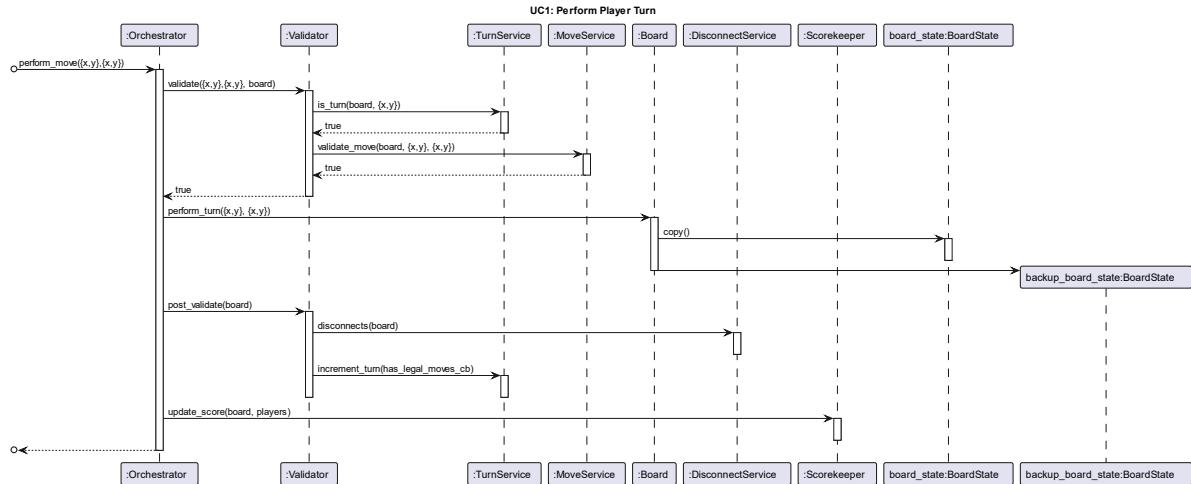 UC1: Perform Player Turn
:Orchestrator :Validator :TurnService :MoveService :Board :DisconnectService :Scorekeeper board_state:BoardState
perform_move({x,y},{x,y})
validate({x,y},{x,y}, board)
is_turn(board, {x,y})
true
validate_move(board, {x,y}, {x,y})
true
true
perform_turn({x,y}, {x,y})
copy()
backup_board_state:BoardState
post_validate(board)
disconnects(board)
increment_turn(has_legal_moves_cb)
update_score(board, players)
:Orchestrator :Validator :TurnService :MoveService :Board :DisconnectService :Scorekeeper board_state:BoardState backup_board_state:BoardState